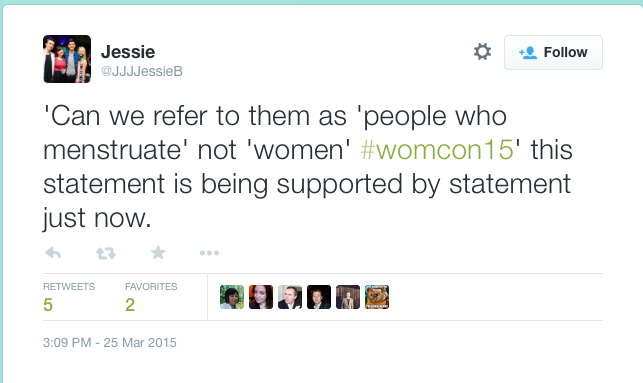 Jessie
@JJJJessieB
Follow
'Can we refer to them as 'people who
menstruate' not 'women' #womcon15' this
statement is being supported by statement
just now.
RETWEETS
5
FAVORITES
2
3:09 PM - 25 Mar 2015